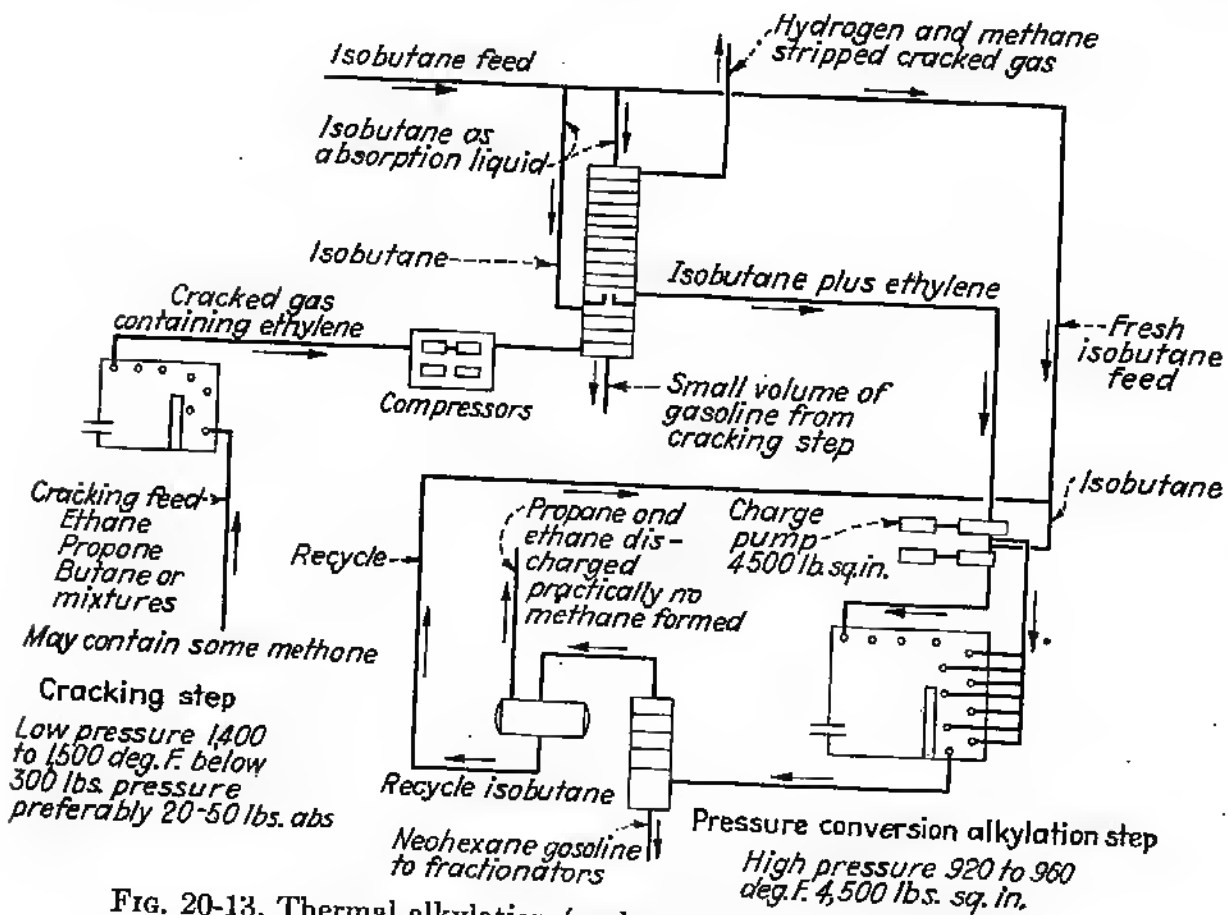 Hydrogen and methane
stripped cracked gas
Isobutane feed
Isobutane as
absorption liquid
Isobutane
Isobutane plus ethylene
Cracked gas
containing ethylene
Fresh
isobutane
feed
Compressors
Small volume of
gasoline from
cracking step
Cracking feed
Ethane
Propane
Butane or
mixtures
May contain some methane
Recycle
Propane and
ethane dis-
charged
practically no
methane formed
Charge
pump
4500 lb. sq. in.
Isobutane
Cracking step
Low pressure 1,400
to 1,500 deg. F. below
300 lbs. pressure
preferably 20-50 lbs. abs
Recycle isobutane
Neohexane gasoline
to fractionators
Pressure conversion alkylation step
High pressure 920 to 960
deg. F. 4,500 lbs. sq. in.
FIG. 20-13. Thermal alkylation